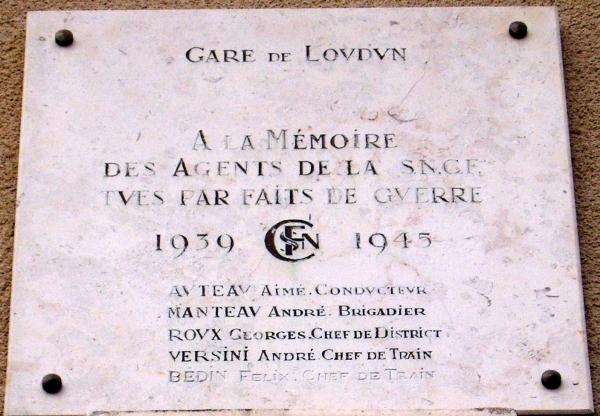 GARE DE LOVDVN
A LA MÉMOIRE
DES AGENTS DE LA S.N.C.F.
TVES PAR FAITS DE GVERRE
1939 SNCF 1945
AVTEAV AIMÉ. CONDVCTEVR
MANTEAV ANDRÉ. BRIGADIER
ROVX GEORGES. CHEF DE DISTRICT
VERSINI ANDRÉ. CHEF DE TRAIN
BEDIN FELIX. CHEF DE TRAIN